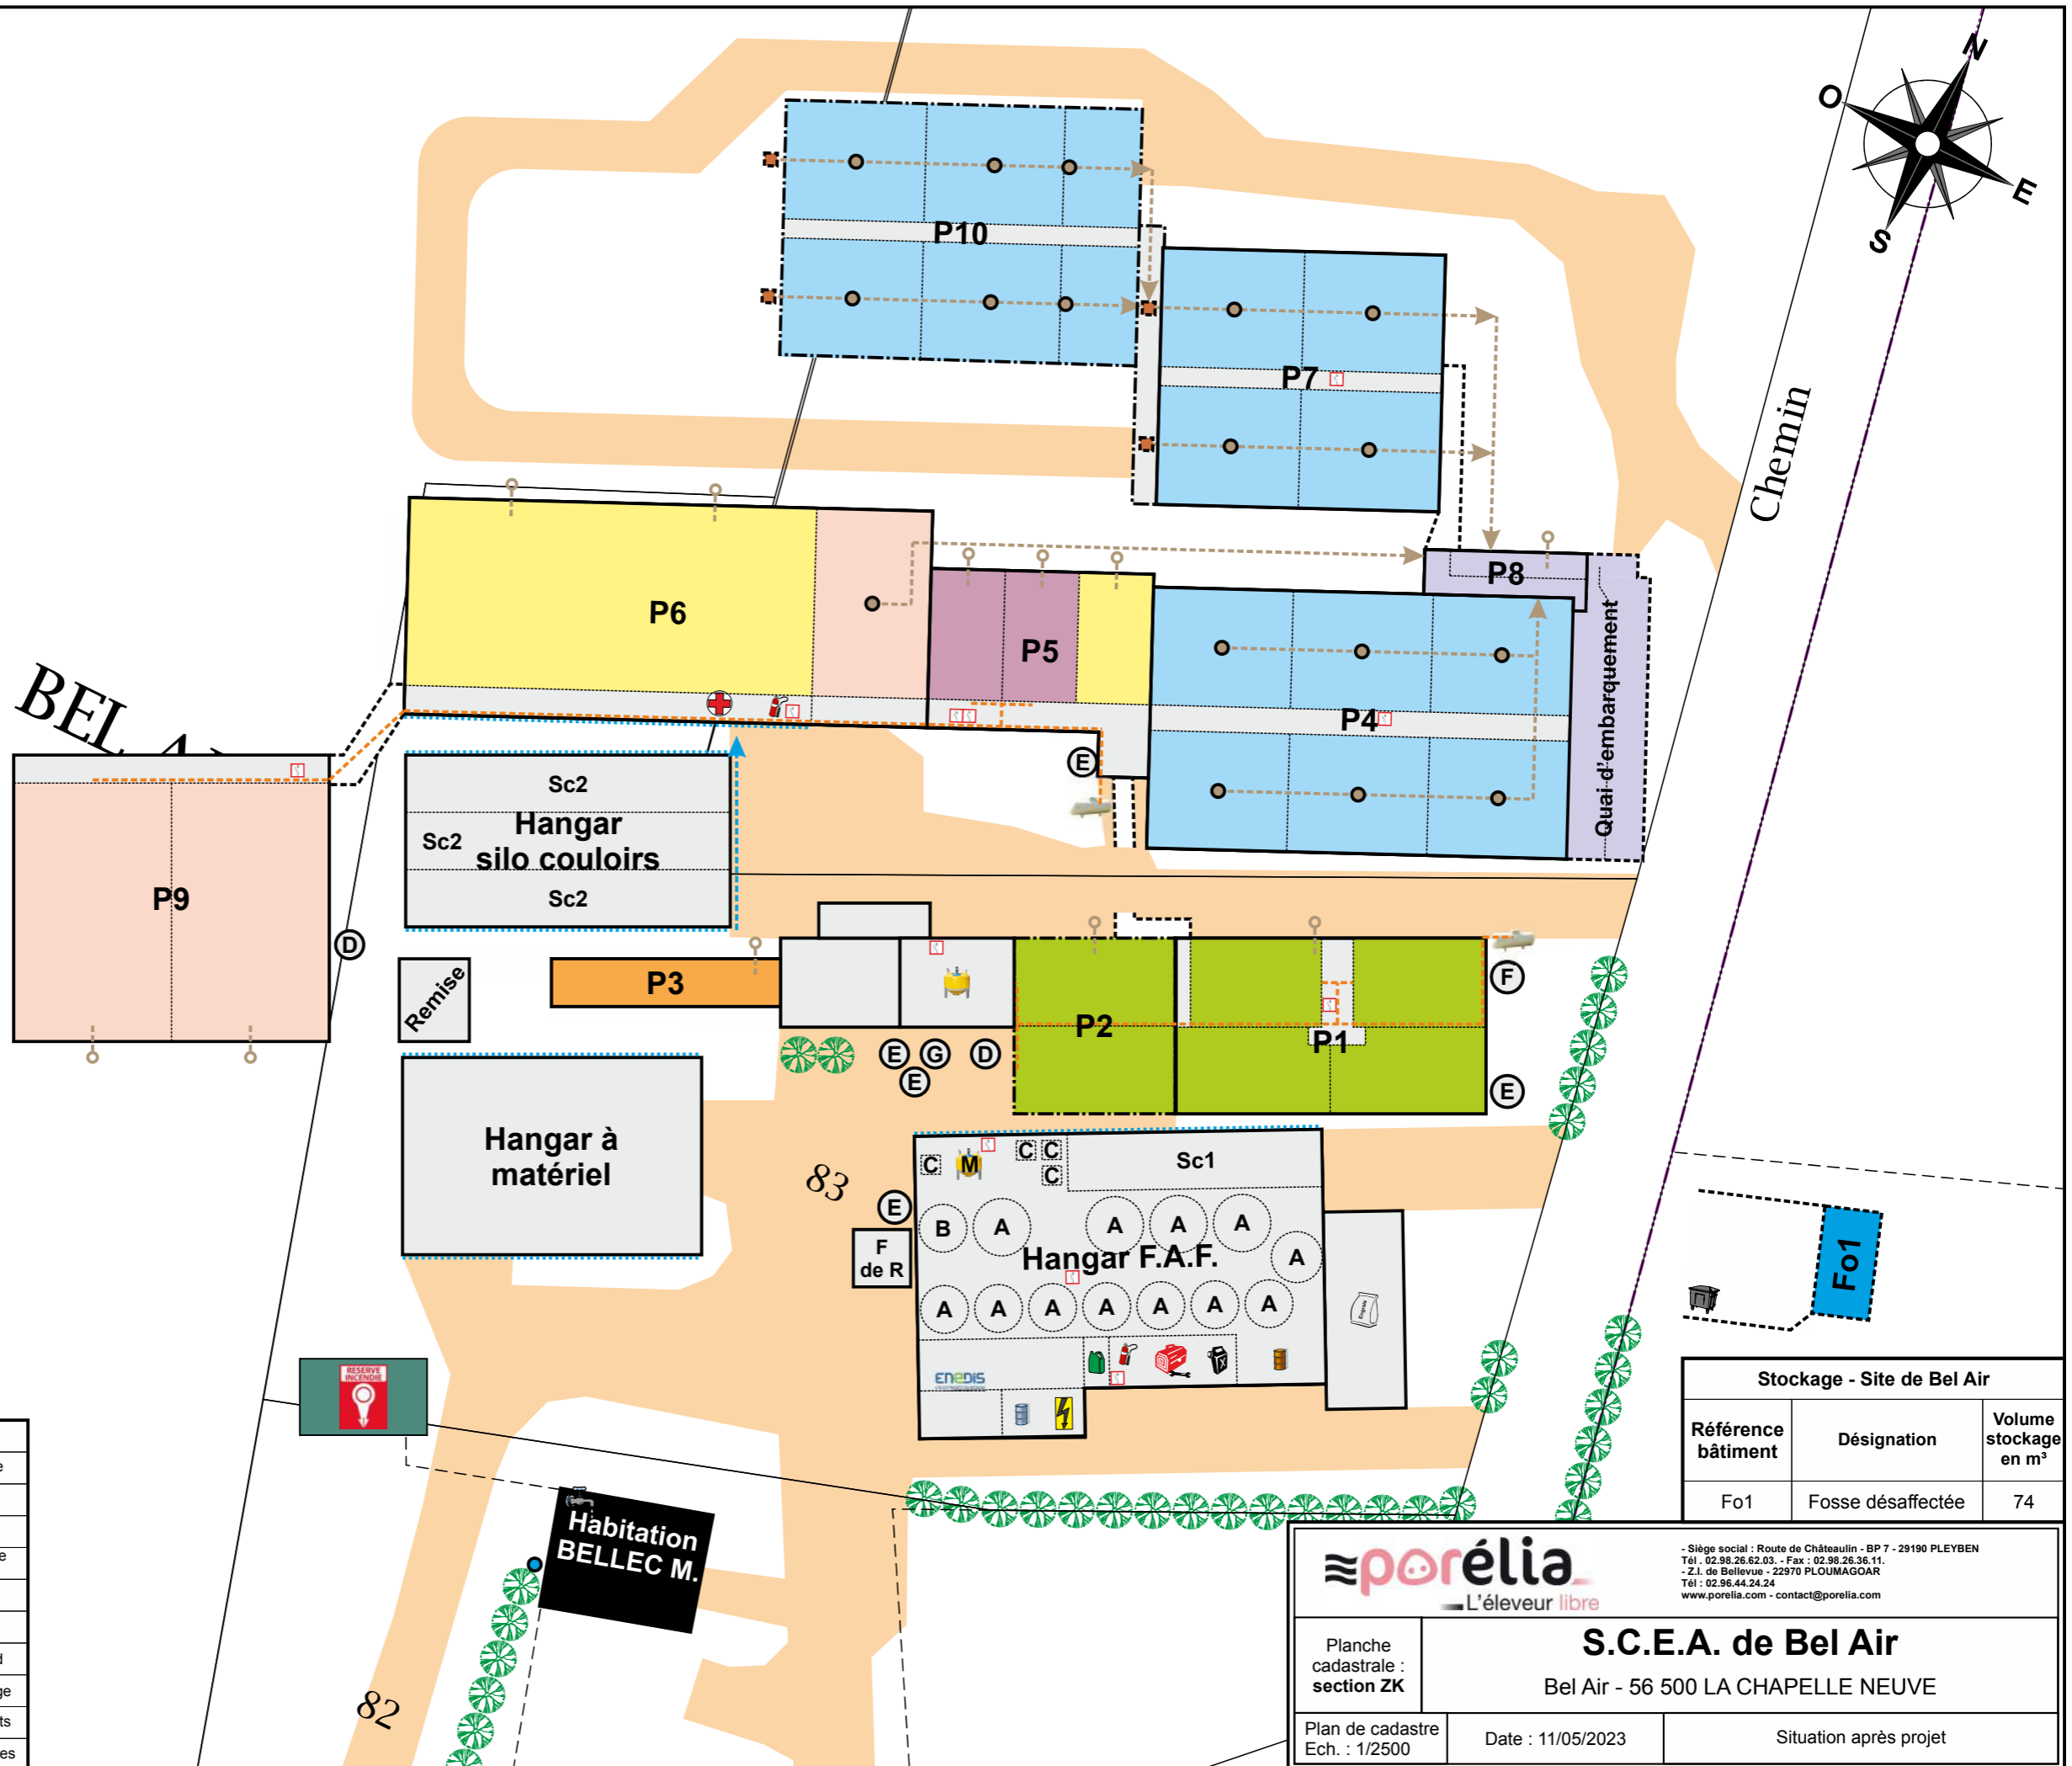 N
O
E
S
P10
P7
Chemin
P8
P6
P5
P4
Quai d'embarquement
BEL
E
Sc2
Hangar
Sc2
silo couloirs
Sc2
P9
D
Remise
P3
P2
P1
F
E G D
E
E
Hangar à
matériel
83
C M C C
C
Sc1
E
B A A A A
F
de R
Hangar F.A.F.
A
A A A A A A A
Engrais
ENEDIS
Fo1
RESERVE
INCENDIE
Habitation
BELLEC M.
82
Stockage - Site de Bel Air
Référence
bâtiment
Désignation
Volume
stockage
en m³
Fo1 Fosse désaffectée 74
porélia
L'éleveur libre
- Siège social : Route de Châteaulin - BP 7 - 29190 PLEYBEN
Tél . 02.98.26.62.03. - Fax : 02.98.26.36.11.
- Z.I. de Bellevue - 22970 PLOUMAGOAR
Tél : 02.96.44.24.24
www.porelia.com - contact@porelia.com
Planche
cadastrale :
section ZK
S.C.E.A. de Bel Air
Bel Air - 56 500 LA CHAPELLE NEUVE
Plan de cadastre
Ech. : 1/2500
Date : 11/05/2023
Situation après projet